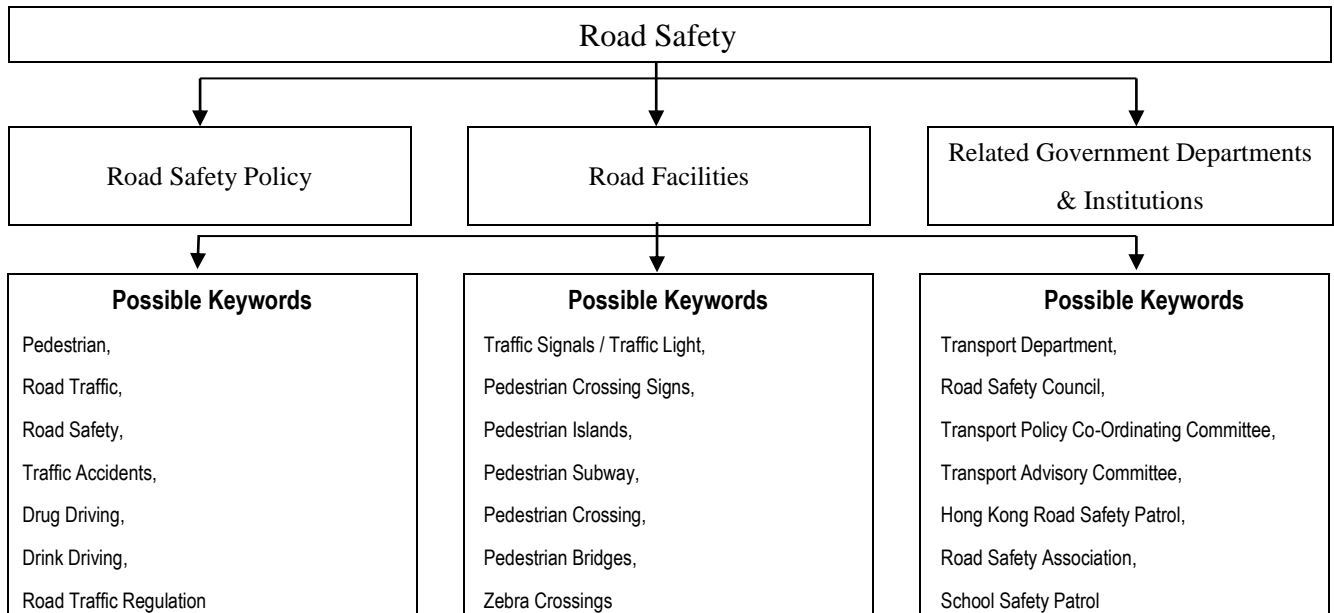 Road Safety
Road Safety Policy
Road Facilities
Related Government Departments
& Institutions
Possible Keywords
Pedestrian,
Road Traffic,
Road Safety,
Traffic Accidents,
Drug Driving,
Drink Driving,
Road Traffic Regulation
Possible Keywords
Traffic Signals / Traffic Light,
Pedestrian Crossing Signs,
Pedestrian Islands,
Pedestrian Subway,
Pedestrian Crossing,
Pedestrian Bridges,
Zebra Crossings
Possible Keywords
Transport Department,
Road Safety Council,
Transport Policy Co-Ordinating Committee,
Transport Advisory Committee,
Hong Kong Road Safety Patrol,
Road Safety Association,
School Safety Patrol